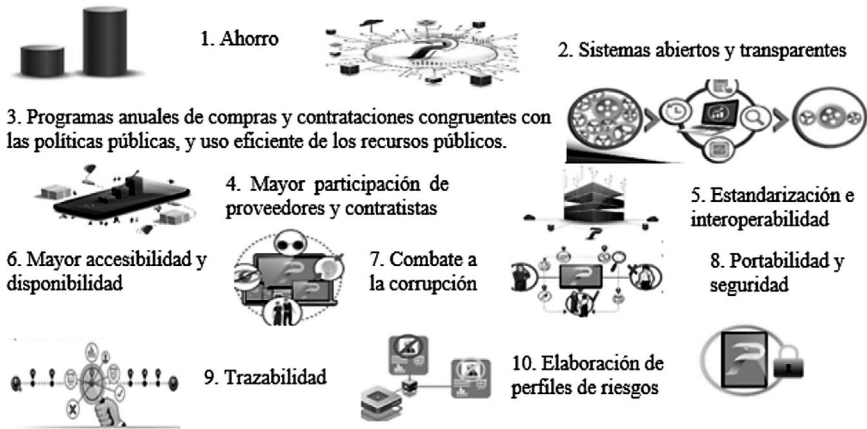 1. Ahorro
2. Sistemas abiertos y transparentes
3. Programas anuales de compras y contrataciones congruentes con
las políticas públicas, y uso eficiente de los recursos públicos.
4. Mayor participación de
proveedores y contratistas
5. Estandarización e
interoperabilidad
6. Mayor accesibilidad y
disponibilidad
7. Combate a
la corrupción
8. Portabilidad y
seguridad
9. Trazabilidad
10. Elaboración de
perfiles de riesgos